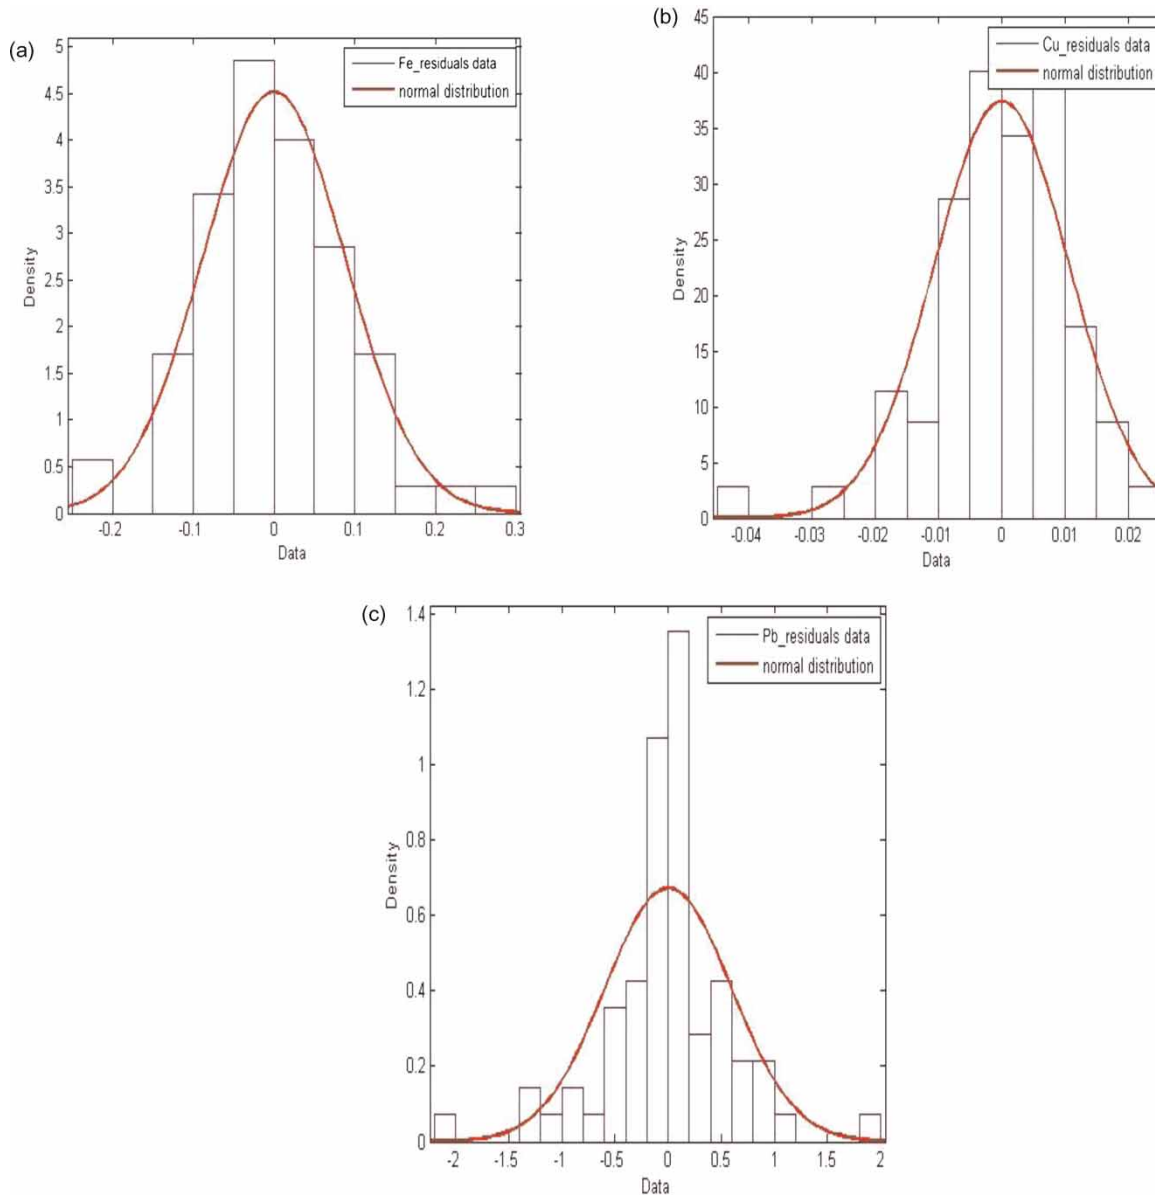 (a)
5
4.5
4
3.5
3
2.5
2
1.5
1
0.5
0
Density
-0.2 -0.1 0 0.1 0.2 0.3
Data
Fe_residuals data
normal distribution
(b)
45
40
35
30
25
20
15
10
5
0
Density
-0.04 -0.03 -0.02 -0.01 0 0.01 0.02
Data
Cu_residuals data
normal distribution
(c)
1.4
1.2
1
0.8
0.6
0.4
0.2
0
Density
-2 -1.5 -1 -0.5 0 0.5 1 1.5 2
Data
Pb_residuals data
normal distribution